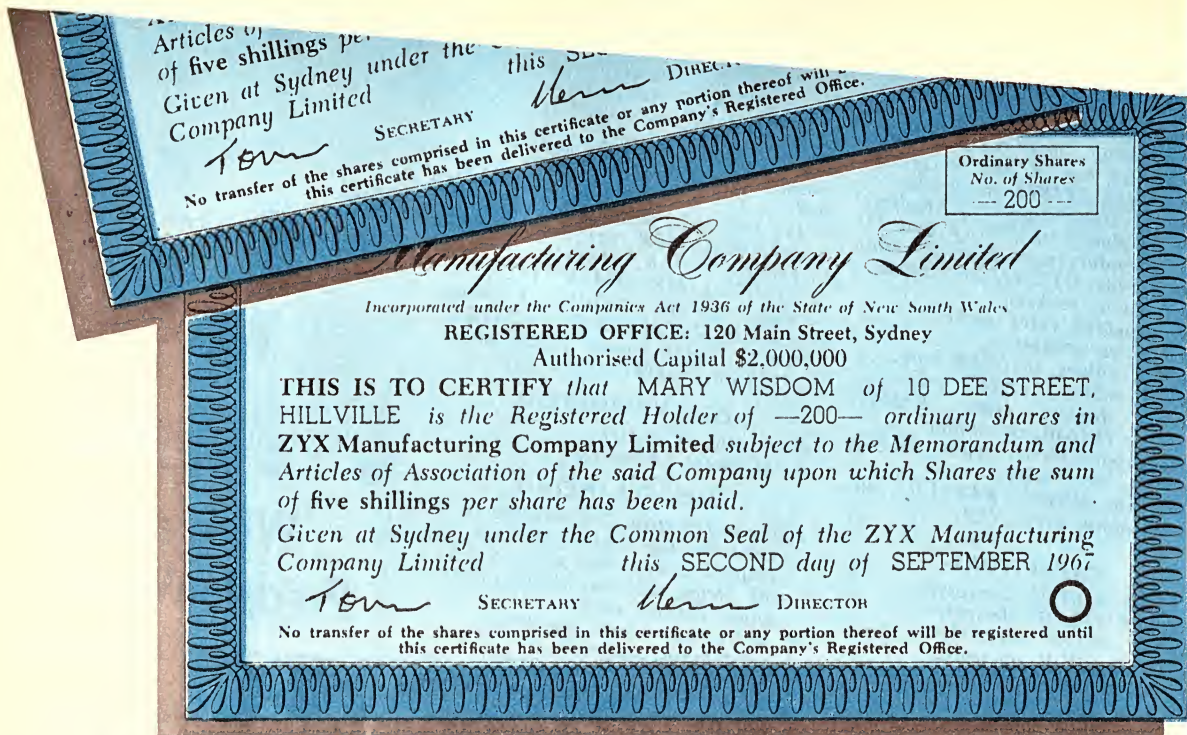 Articles
of five shillings per
Given at Sydney under the
Company Limited this
Tom SECRETARY
No transfer of the shares comprised in this certificate or any portion thereof will
this certificate has been delivered to the Company's Registered Office.
Ordinary Shares
No. of Shares
— 200 —
Manufacturing Company Limited
Incorporated under the Companies Act 1936 of the State of New South Wales
REGISTERED OFFICE: 120 Main Street, Sydney
Authorised Capital $2,000,000
THIS IS TO CERTIFY that MARY WISDOM of 10 DEE STREET,
HILLVILLE is the Registered Holder of —200— ordinary shares in
ZYX Manufacturing Company Limited subject to the Memorandum and
Articles of Association of the said Company upon which Shares the sum
of five shillings per share has been paid.
Given at Sydney under the Common Seal of the ZYX Manufacturing
Company Limited this SECOND day of SEPTEMBER 1967
Tom SECRETARY DIRECTOR
No transfer of the shares comprised in this certificate or any portion thereof will be registered until
this certificate has been delivered to the Company's Registered Office.